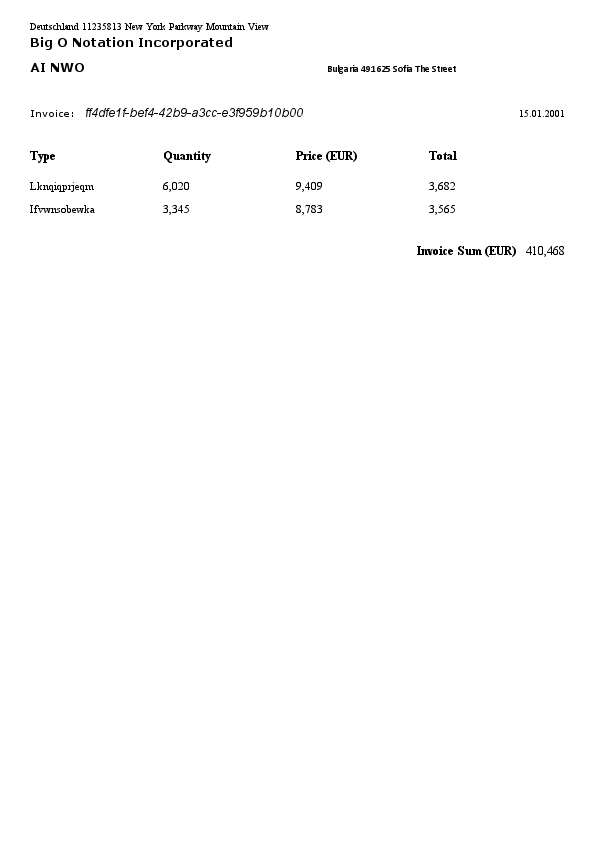 Deutschland 11235813 New York Parkway Mountain View
Big O Notation Incorporated
AI NWO Bulgaria 491625 Sofia The Street
Invoice: ff4dfe1f-bef4-42b9-a3cc-e3f959b10b00 15.01.2001
Type Quantity Price (EUR) Total
Lknqiqprjeqm 6,020 9,409 3,682
Ifvwnsobewka 3,345 8,783 3,565
Invoice Sum (EUR) 410,468